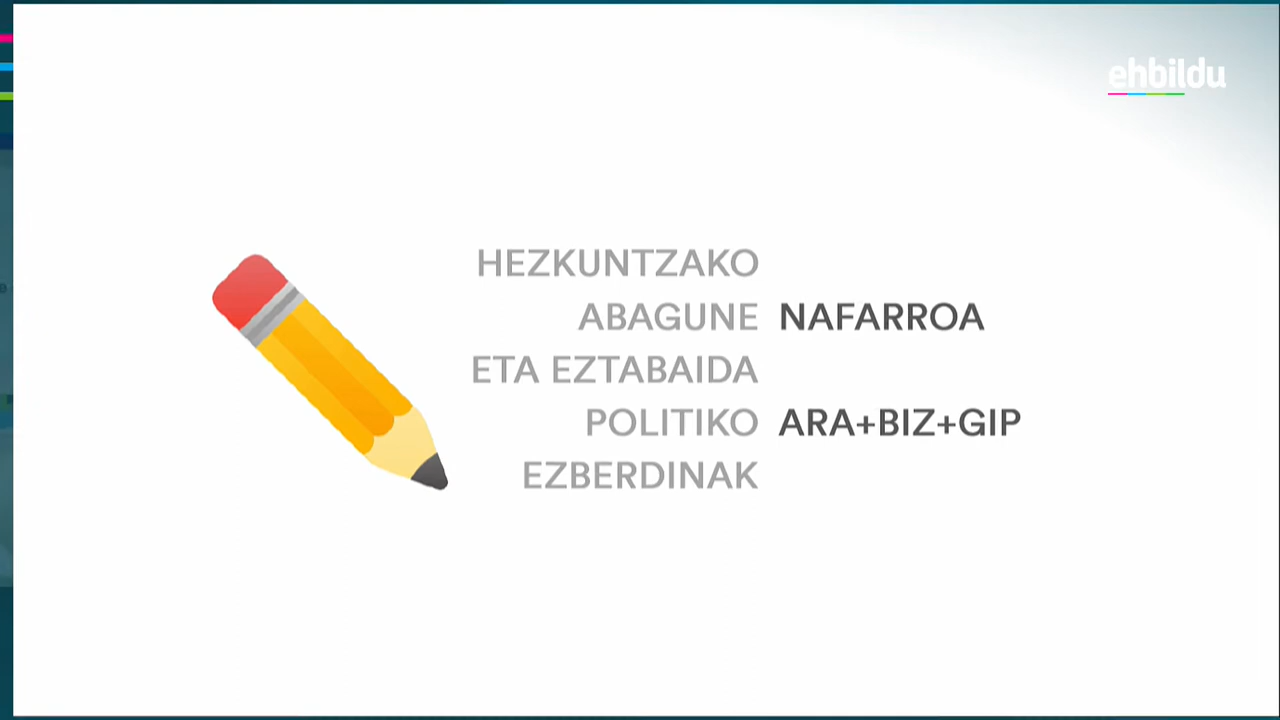 ehbildu
HEZKUNTZAKO
ABAGUNE NAFARROA
ETA EZTABAIDA
POLITIKO ARA+BIZ+GIP
EZBERDINAK